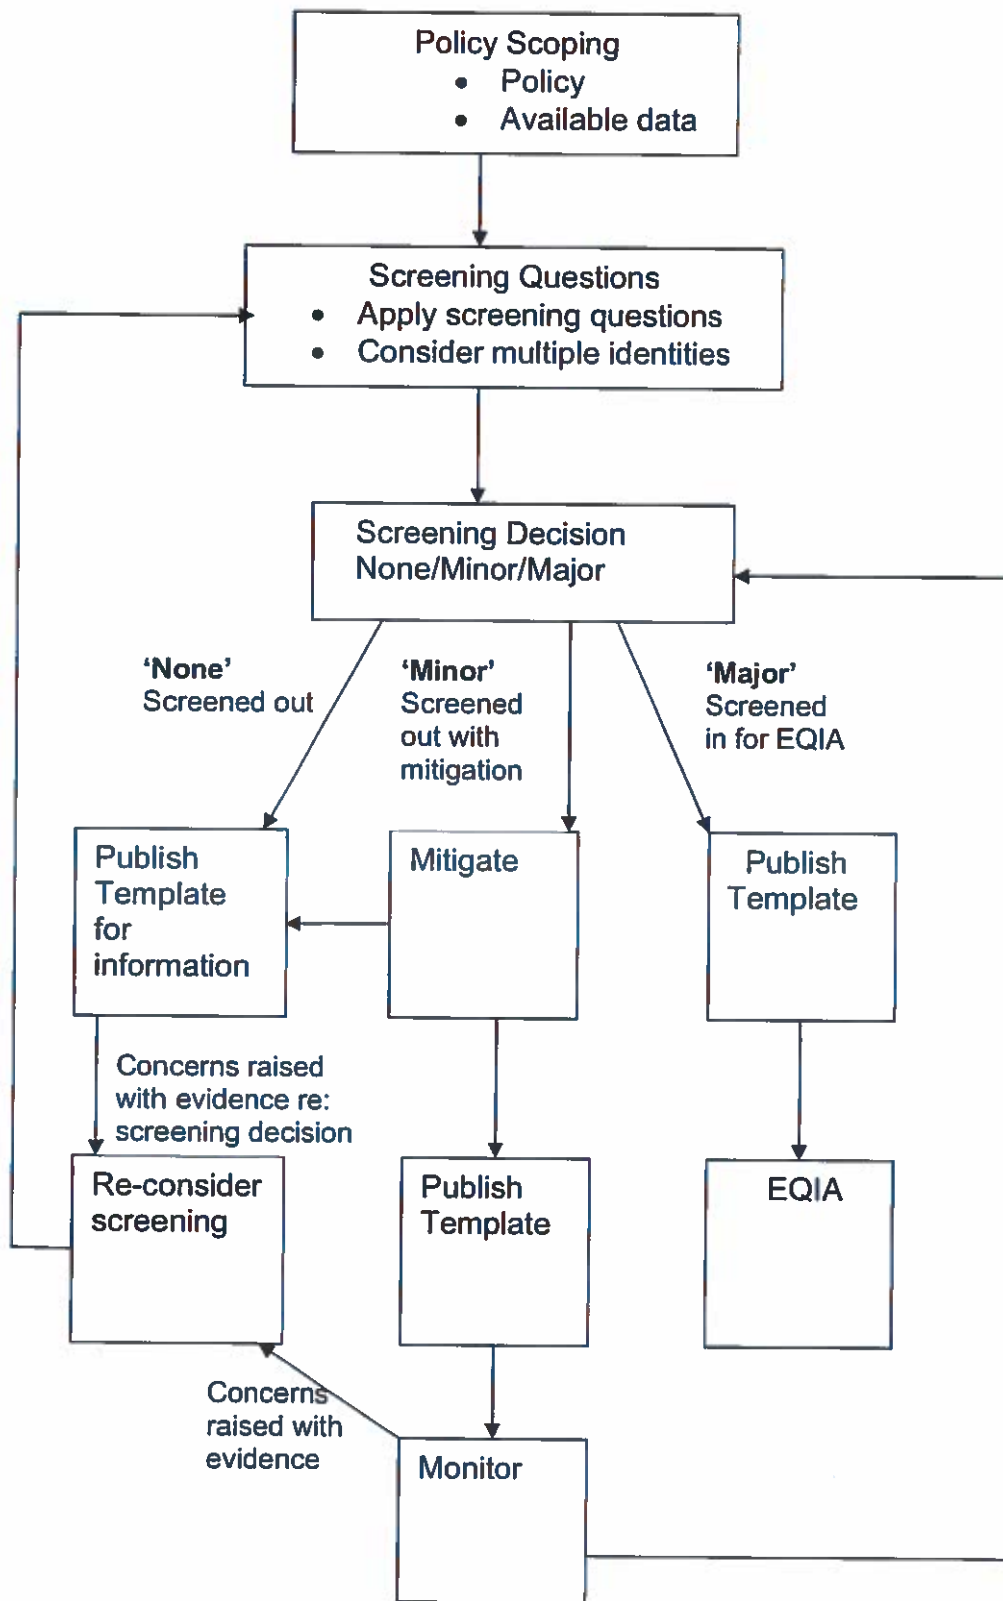 Policy Scoping
• Policy
• Available data
Screening Questions
• Apply screening questions
• Consider multiple identities
Screening Decision
None/Minor/Major
‘None’
Screened out
‘Minor’
Screened
out with
mitigation
‘Major’
Screened
in for EQIA
Publish
Template
for
information
Mitigate
Publish
Template
Concerns raised
with evidence re:
screening decision
Re-consider
screening
Publish
Template
EQIA
Concerns
raised with
evidence
Monitor